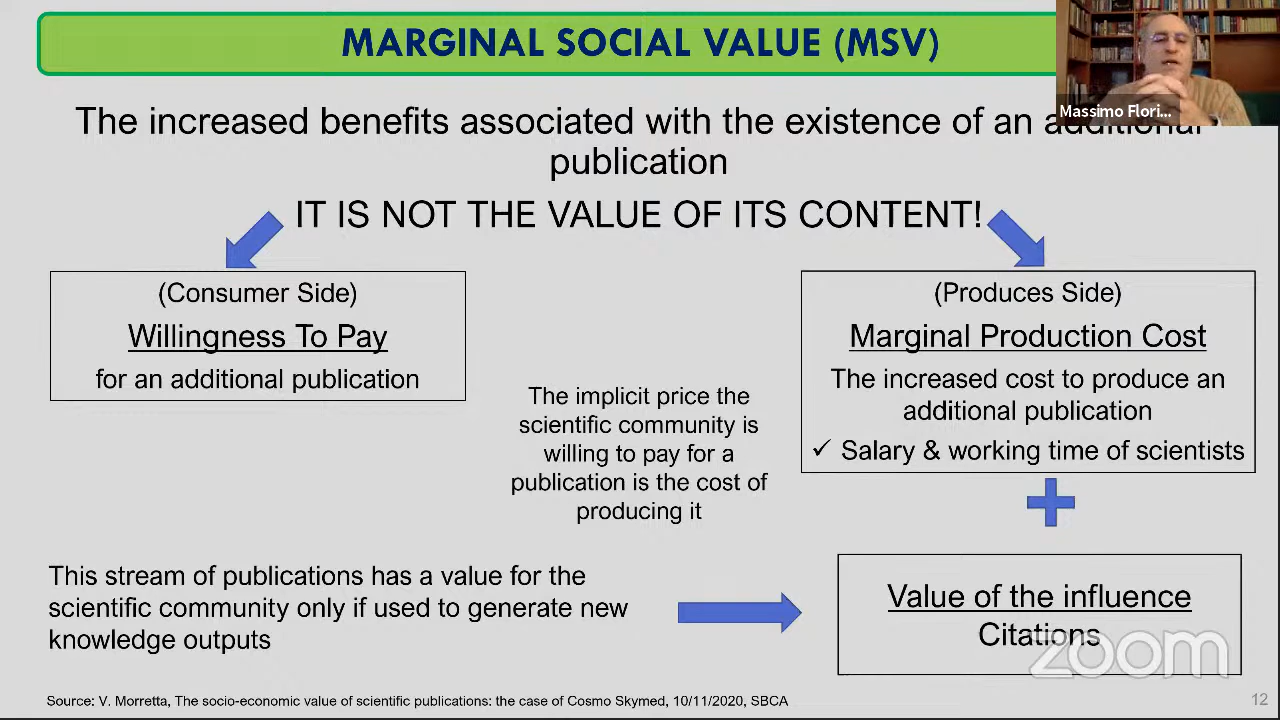 MARGINAL SOCIAL VALUE (MSV)
Massimo Flori...
The increased benefits associated with the existence of an additional
publication
IT IS NOT THE VALUE OF ITS CONTENT!
(Consumer Side)
Willingness To Pay
for an additional publication
(Produces Side)
Marginal Production Cost
The increased cost to produce an
additional publication
✓ Salary & working time of scientists
The implicit price the
scientific community is
willing to pay for a
publication is the cost of
producing it
This stream of publications has a value for the
scientific community only if used to generate new
knowledge outputs
Value of the influence
Citations
zoom
Source: V. Morretta, The socio-economic value of scientific publications: the case of Cosmo Skymed, 10/11/2020, SBCA
12